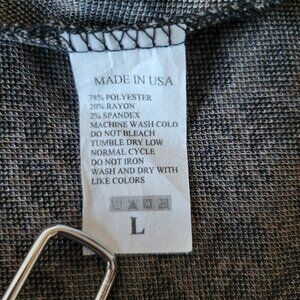 MADE IN USA
78% POLYESTER
20% RAYON
2% SPANDEX
MACHINE WASH COLD
DO NOT BLEACH
TUMBLE DRY LOW
NORMAL CYCLE
DO NOT IRON
WASH AND DRY WITH
LIKE COLORS
L